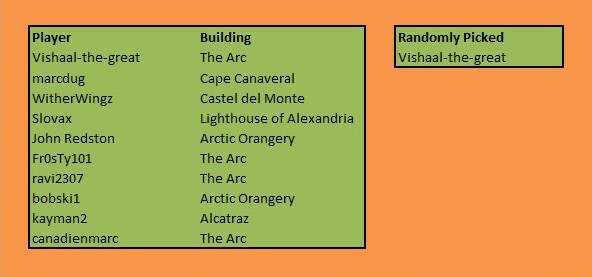 Player Building
Vishaal-the-great The Arc
marcdug Cape Canaveral
WitherWingz Castel del Monte
Slovax Lighthouse of Alexandria
John Redston Arctic Orangery
Fr0sTy101 The Arc
ravi2307 The Arc
bobski1 Arctic Orangery
kayman2 Alcatraz
canadienmarc The Arc
Randomly Picked
Vishaal-the-great